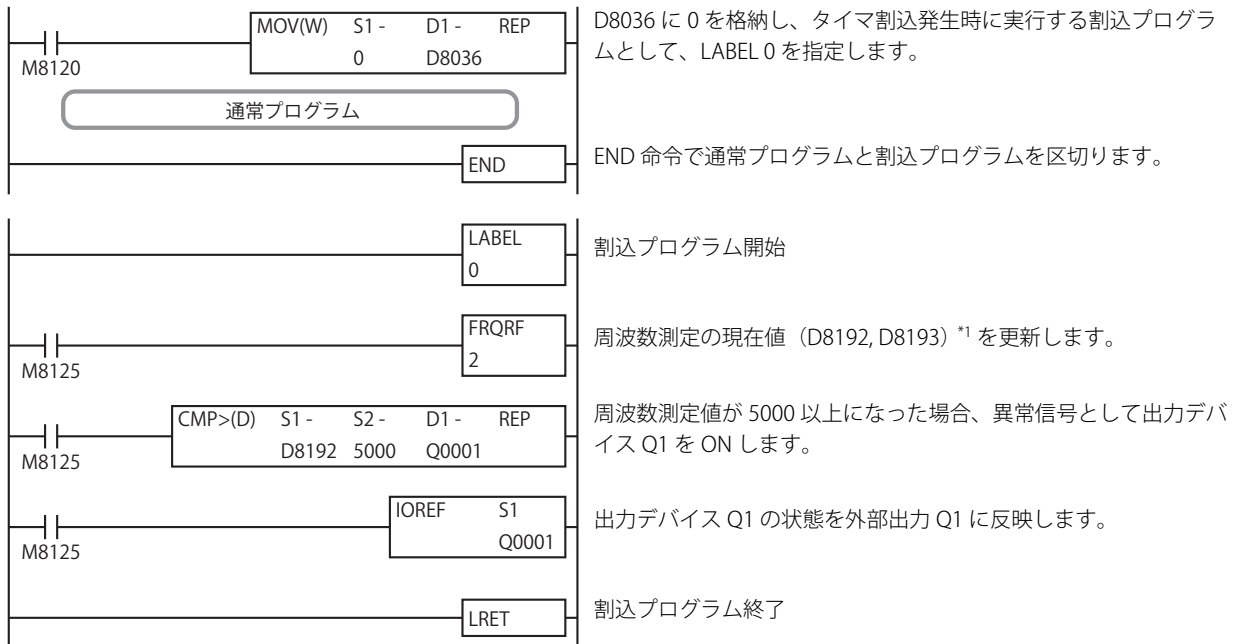 MOV(W) S1 - D1 - REP
0 D8036
M8120
D8036 に 0 を格納し、タイマ割込発生時に実行する割込プログラ
ムとして、LABEL 0 を指定します。
通常プログラム
END
END 命令で通常プログラムと割込プログラムを区切ります。
LABEL
0
割込プログラム開始
FRQRF
2
M8125
周波数測定の現在値（D8192, D8193）*1 を更新します。
CMP>(D) S1 - S2 - D1 - REP
D8192 5000 Q0001
M8125
周波数測定値が 5000 以上になった場合、異常信号として出力デバ
イス Q1 を ON します。
IOREF S1
Q0001
M8125
出力デバイス Q1 の状態を外部出力 Q1 に反映します。
LRET
割込プログラム終了